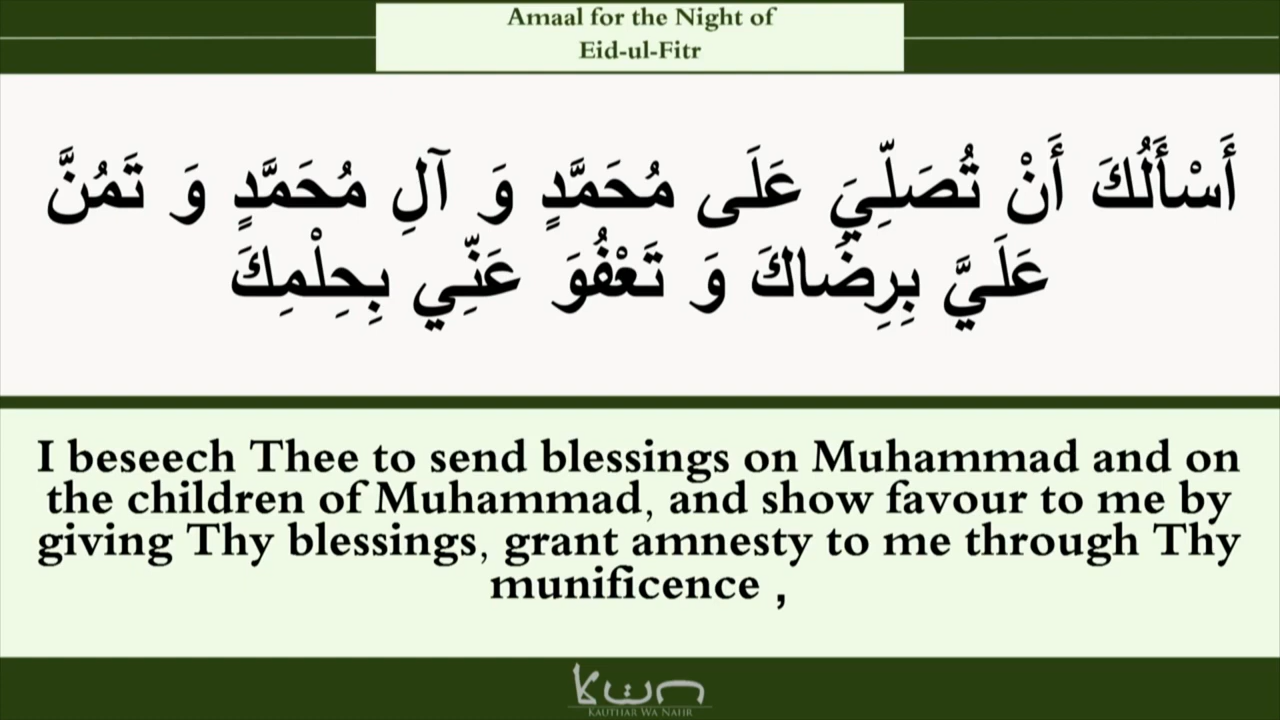 Amaal for the Night of
Eid-ul-Fitr
أَسْأَلُكَ أَنْ تُصَلِّيَ عَلَى مُحَمَّدٍ وَ آلِ مُحَمَّدٍ وَ تَمُنَّ
عَلَيَّ بِرِضَاكَ وَ تَعْفُوَ عَنِّي بِحِلْمِكَ
I beseech Thee to send blessings on Muhammad and on
the children of Muhammad, and show favour to me by
giving Thy blessings, grant amnesty to me through Thy
munificence ,
KAUTHAR WA NAHR